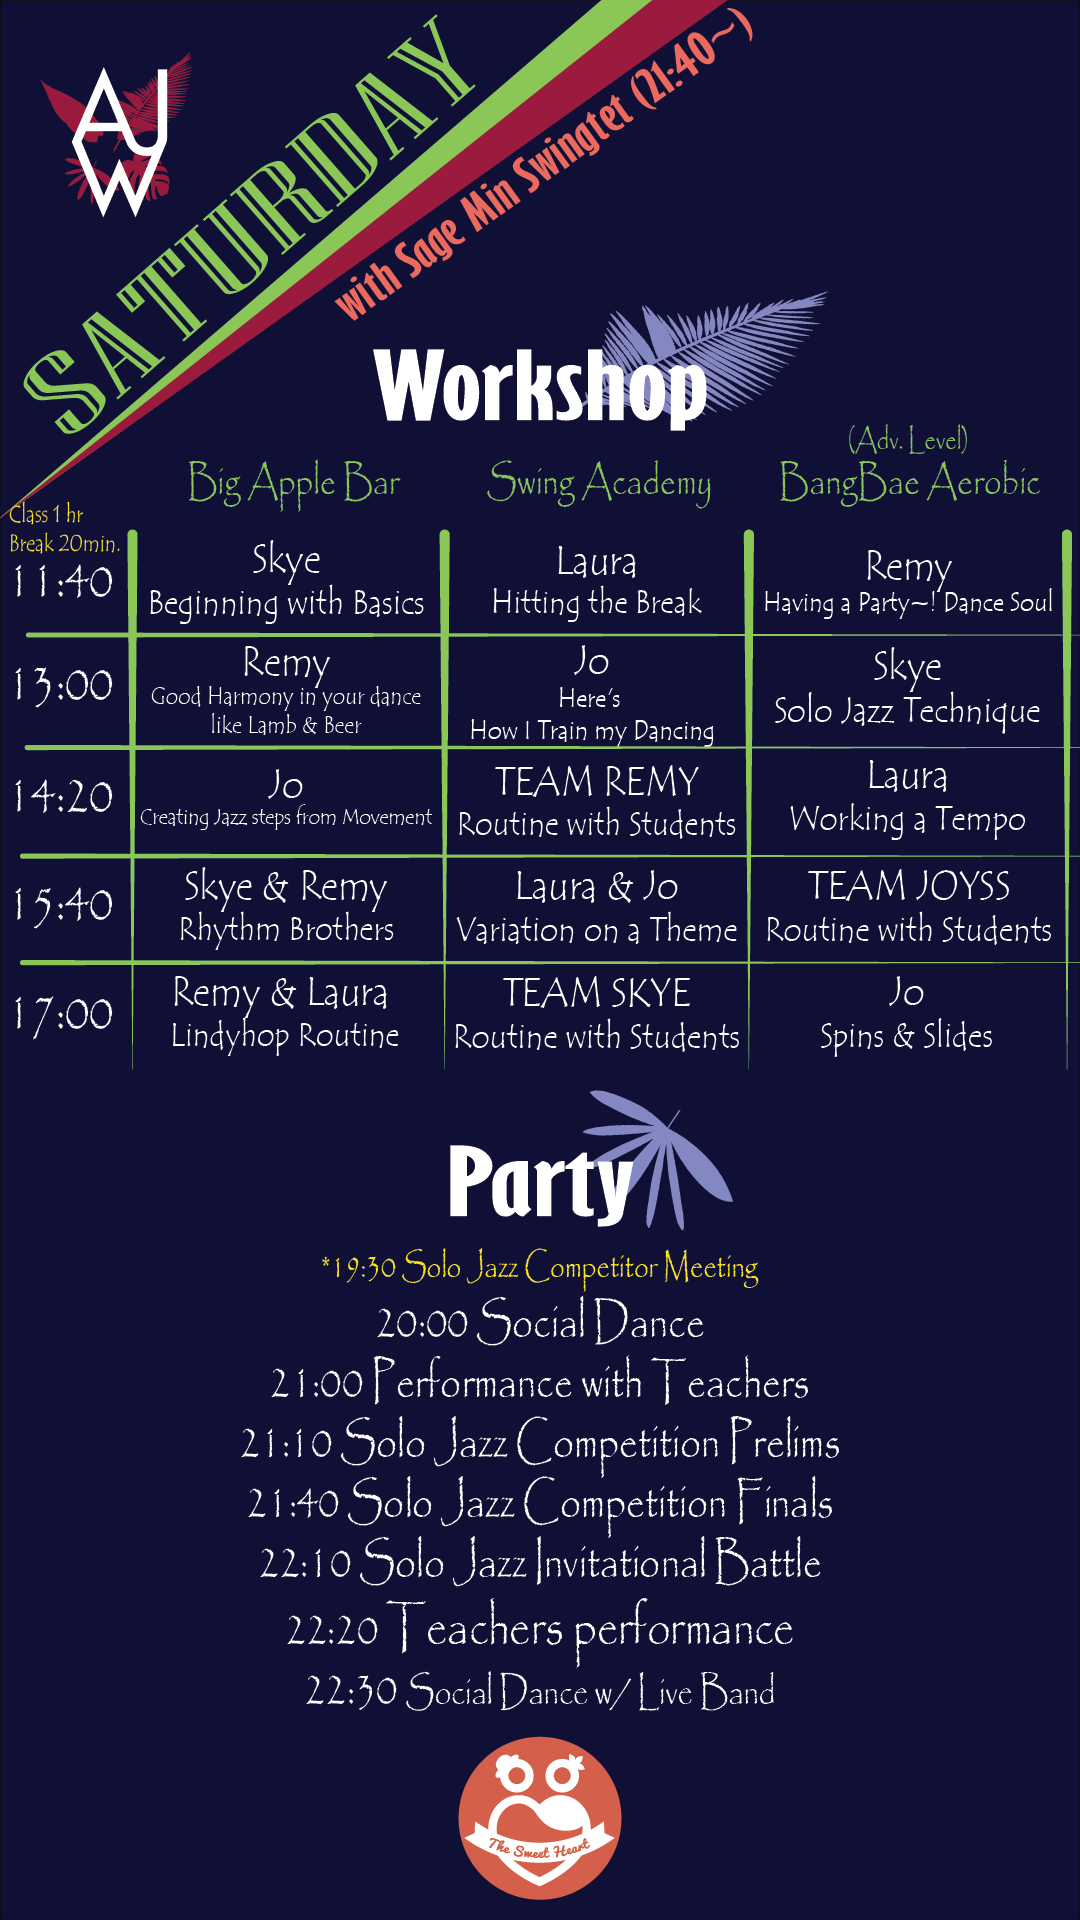 AJW
SATURDAY
with Sage Min Swingtet (21:40~)
Workshop
(Adv. Level)
Big Apple Bar Swing Academy BangBae Aerobic
Class 1 hr
Break 20min.
11:40
Skye
Beginning with Basics
Laura
Hitting the Break
Remy
Having a Party~! Dance Soul
13:00
Remy
Good Harmony in your dance
like Lamb & Beer
Jo
Here's
How I Train my Dancing
Skye
Solo Jazz Technique
14:20
Jo
Creating Jazz steps from Movement
TEAM REMY
Routine with Students
Laura
Working a Tempo
15:40
Skye & Remy
Rhythm Brothers
Laura & Jo
Variation on a Theme
TEAM JOYSS
Routine with Students
17:00
Remy & Laura
Lindyhop Routine
TEAM SKYE
Routine with Students
Jo
Spins & Slides
Party
*19:30 Solo Jazz Competitor Meeting
20:00 Social Dance
21:00 Performance with Teachers
21:10 Solo Jazz Competition Prelims
21:40 Solo Jazz Competition Finals
22:10 Solo Jazz Invitational Battle
22:20 Teachers performance
22:30 Social Dance w/ Live Band
The Sweet Heart